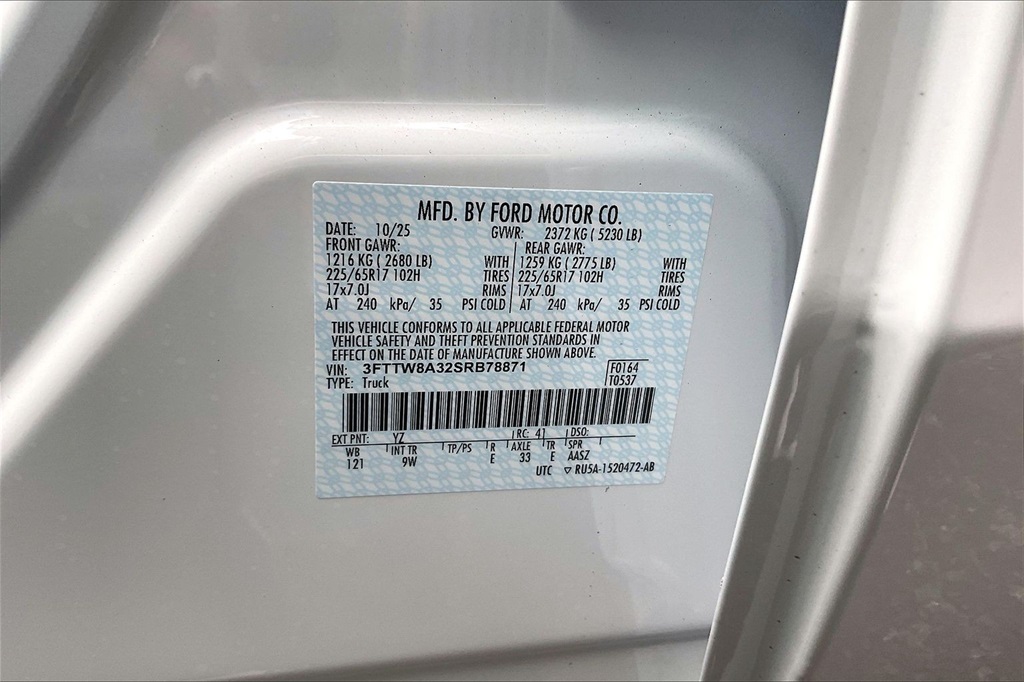 MFD. BY FORD MOTOR CO.
DATE: 10/25 GVWR: 2372 KG ( 5230 LB)
FRONT GAWR: REAR GAWR:
1216 KG ( 2680 LB) WITH 1259 KG ( 2775 LB) WITH
225/65R17 102H TIRES 225/65R17 102H TIRES
17x7.0J RIMS 17x7.0J RIMS
AT 240 kPa/ 35 PSI COLD AT 240 kPa/ 35 PSI COLD
THIS VEHICLE CONFORMS TO ALL APPLICABLE FEDERAL MOTOR
VEHICLE SAFETY AND THEFT PREVENTION STANDARDS IN
EFFECT ON THE DATE OF MANUFACTURE SHOWN ABOVE.
VIN: 3FTTW8A32SRB78871 F0164
TYPE: Truck T0537
EXT PNT: YZ RC: 41 DSO:
WB INT TR TP/PS R AXLE TR SPR
121 9W E 33 E AASZ
UTC ▽ RU5A-1520472-AB